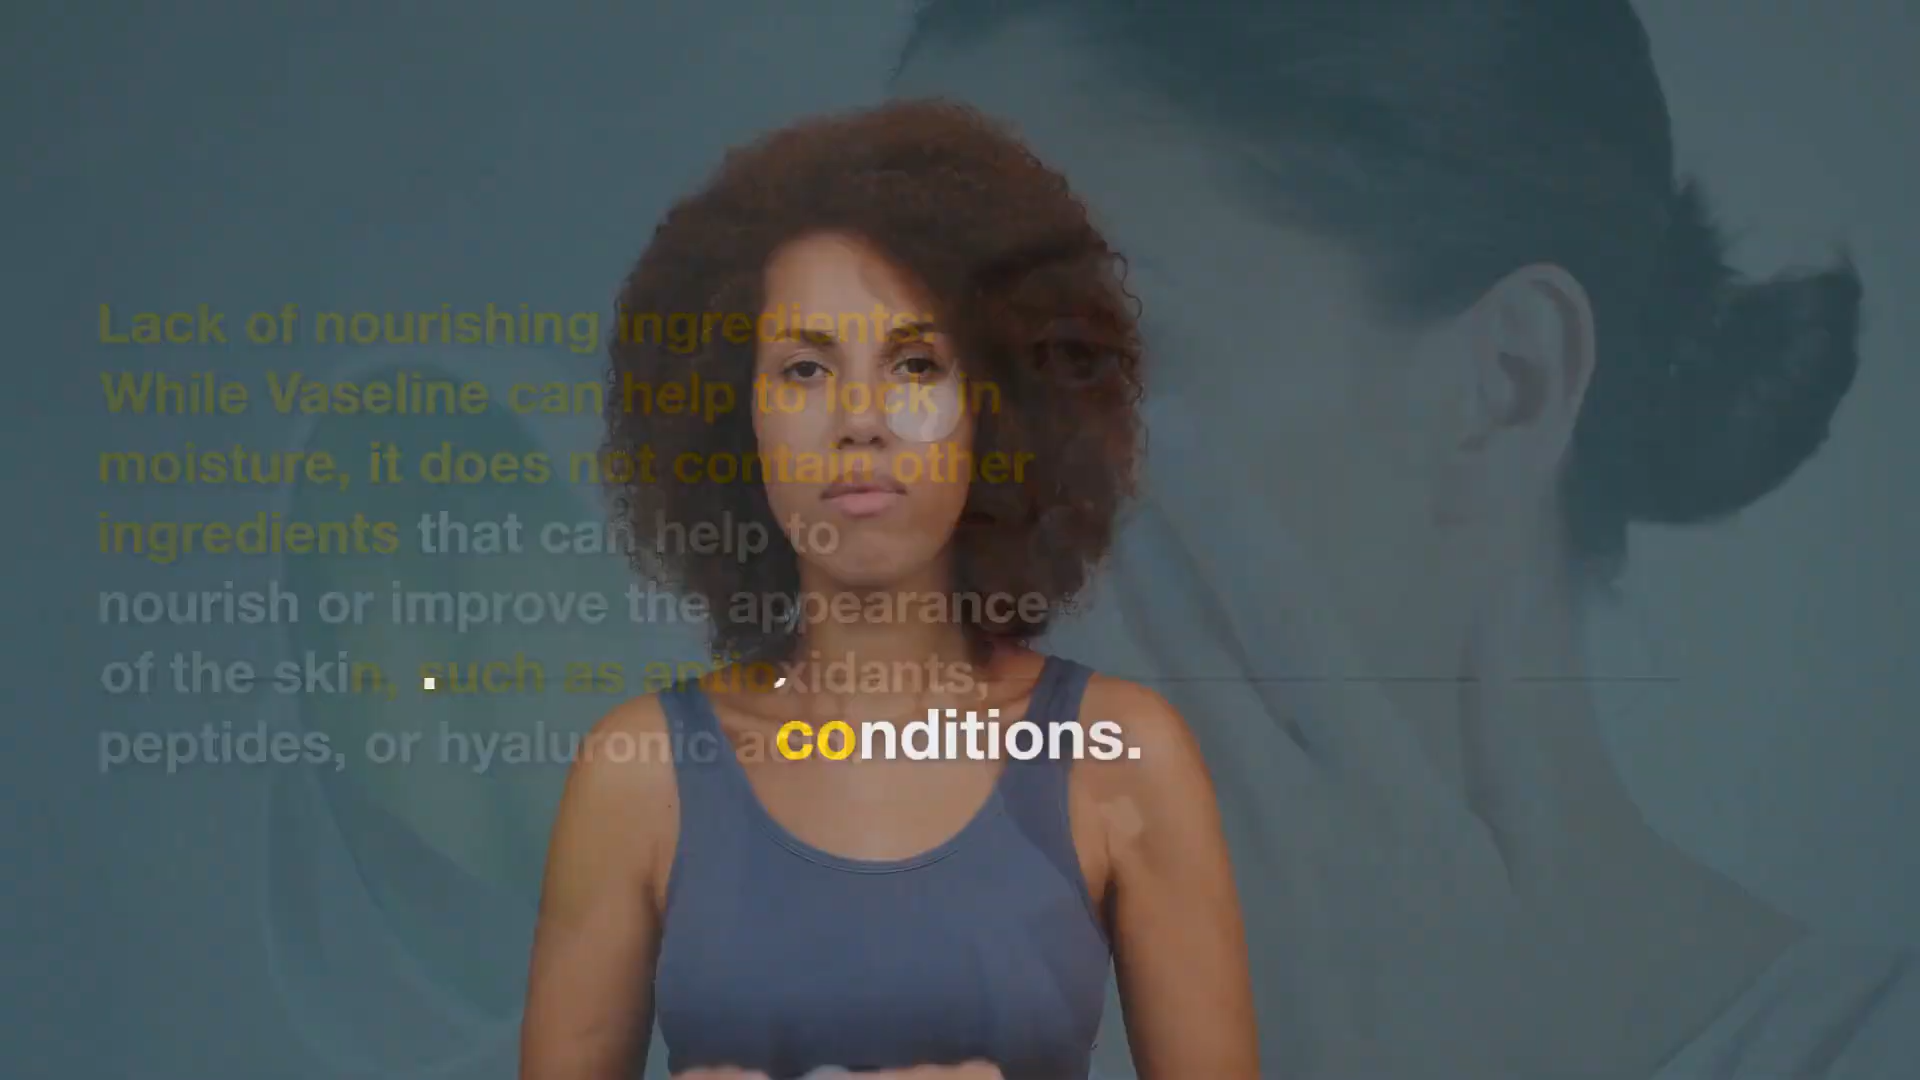 Lack of nourishing ingredients:
While Vaseline can help to lock in
moisture, it does not contain other
ingredients that can help to
nourish or improve the appearance
of the skin, such as antioxidants,
peptides, or hyaluronic
conditions.